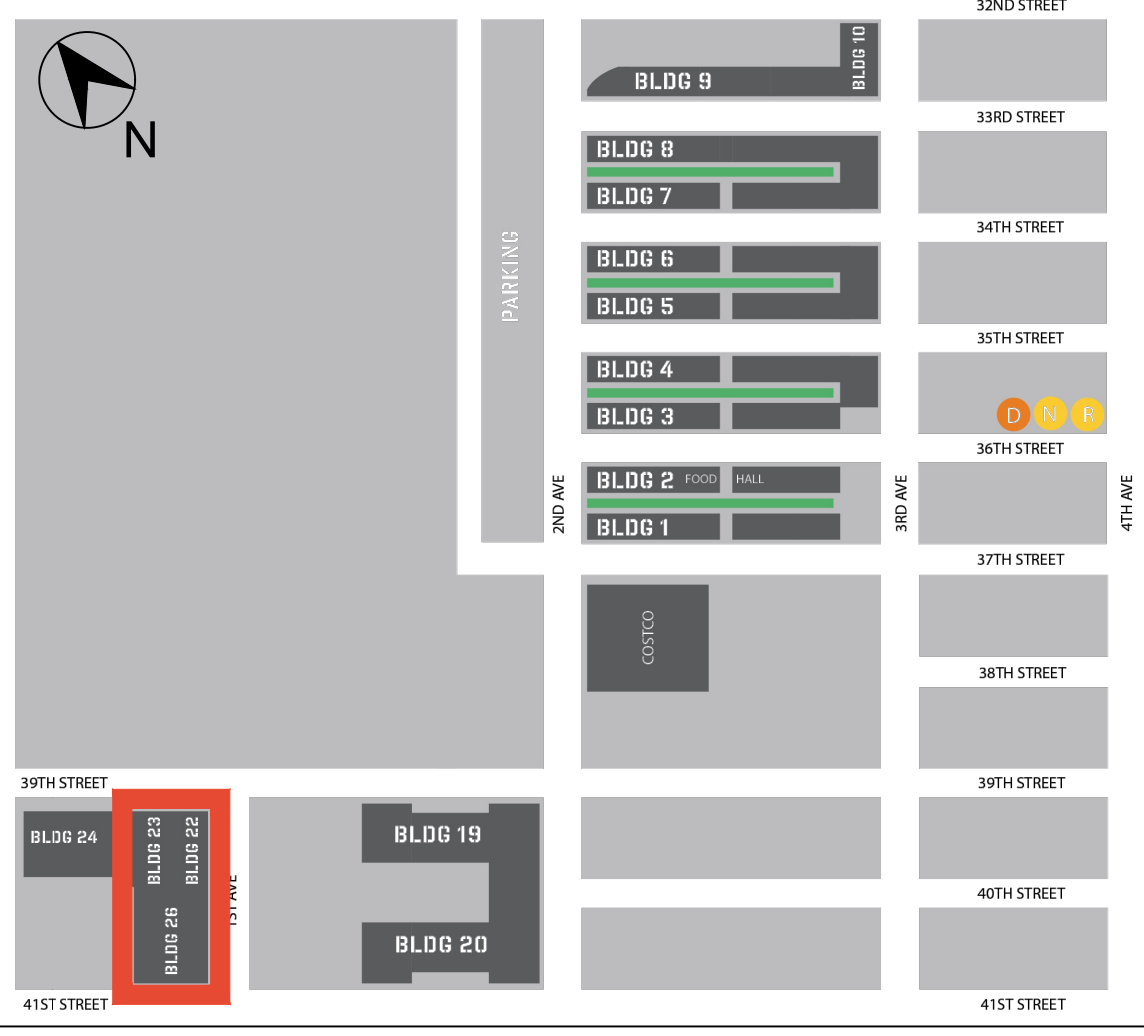 32ND STREET
N
BLDG 9
BLDG 10
33RD STREET
BLDG 8
BLDG 7
34TH STREET
PARKING
BLDG 6
BLDG 5
35TH STREET
BLDG 4
BLDG 3
D N R
36TH STREET
BLDG 2 FOOD HALL
BLDG 1
2ND AVE
3RD AVE
4TH AVE
37TH STREET
COSTCO
38TH STREET
39TH STREET
39TH STREET
BLDG 24
BLDG 23
BLDG 22
BLDG 26
1ST AVE
BLDG 19
BLDG 20
40TH STREET
41ST STREET
41ST STREET